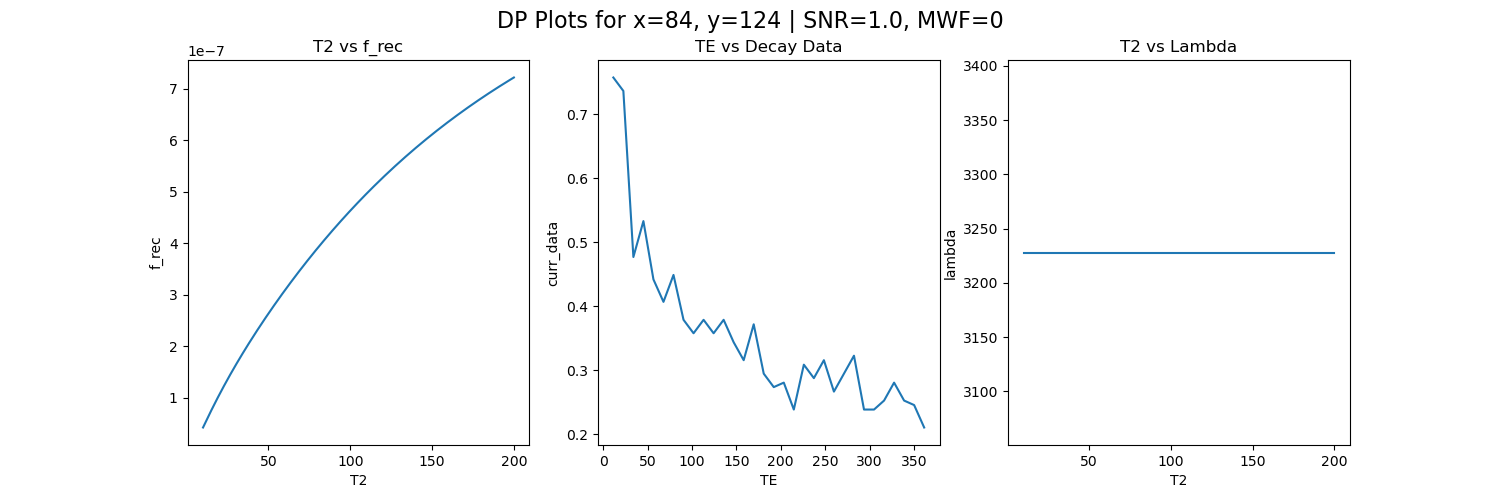 DP Plots for x=84, y=124 | SNR=1.0, MWF=0
T2 vs f_rec
1e−7
7
6
5
4
3
2
1
f_rec
50 100 150 200
T2
TE vs Decay Data
0.7
0.6
0.5
0.4
0.3
0.2
curr_data
0 50 100 150 200 250 300 350
TE
T2 vs Lambda
3400
3350
3300
3250
3200
3150
3100
lambda
50 100 150 200
T2